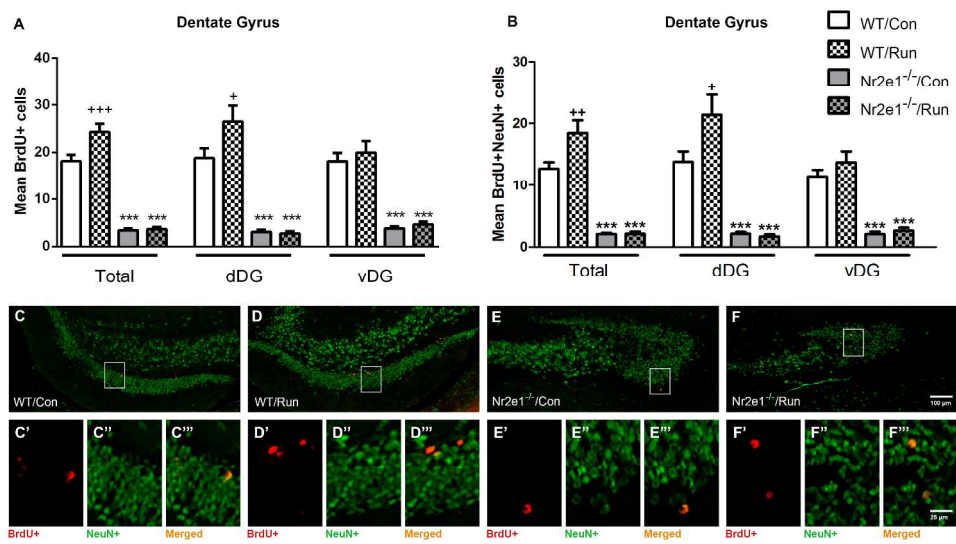 A
Dentate Gyrus
Mean BrdU+ cells
40
30
20
10
0
+++
+
*** ***
*** ***
*** ***
Total
dDG
vDG
B
Dentate Gyrus
Mean BrdU+NeuN+ cells
30
20
10
0
++
+
*** ***
*** ***
*** ***
Total
dDG
vDG
WT/Con
WT/Run
Nr2e1-/-/Con
Nr2e1-/-/Run
C
WT/Con
D
WT/Run
E
Nr2e1-/-/Con
F
Nr2e1-/-/Run
100 µm
C' C'' C'''
BrdU+ NeuN+ Merged
D' D'' D'''
BrdU+ NeuN+ Merged
E' E'' E'''
BrdU+ NeuN+ Merged
F' F'' F'''
25 µm
BrdU+ NeuN+ Merged